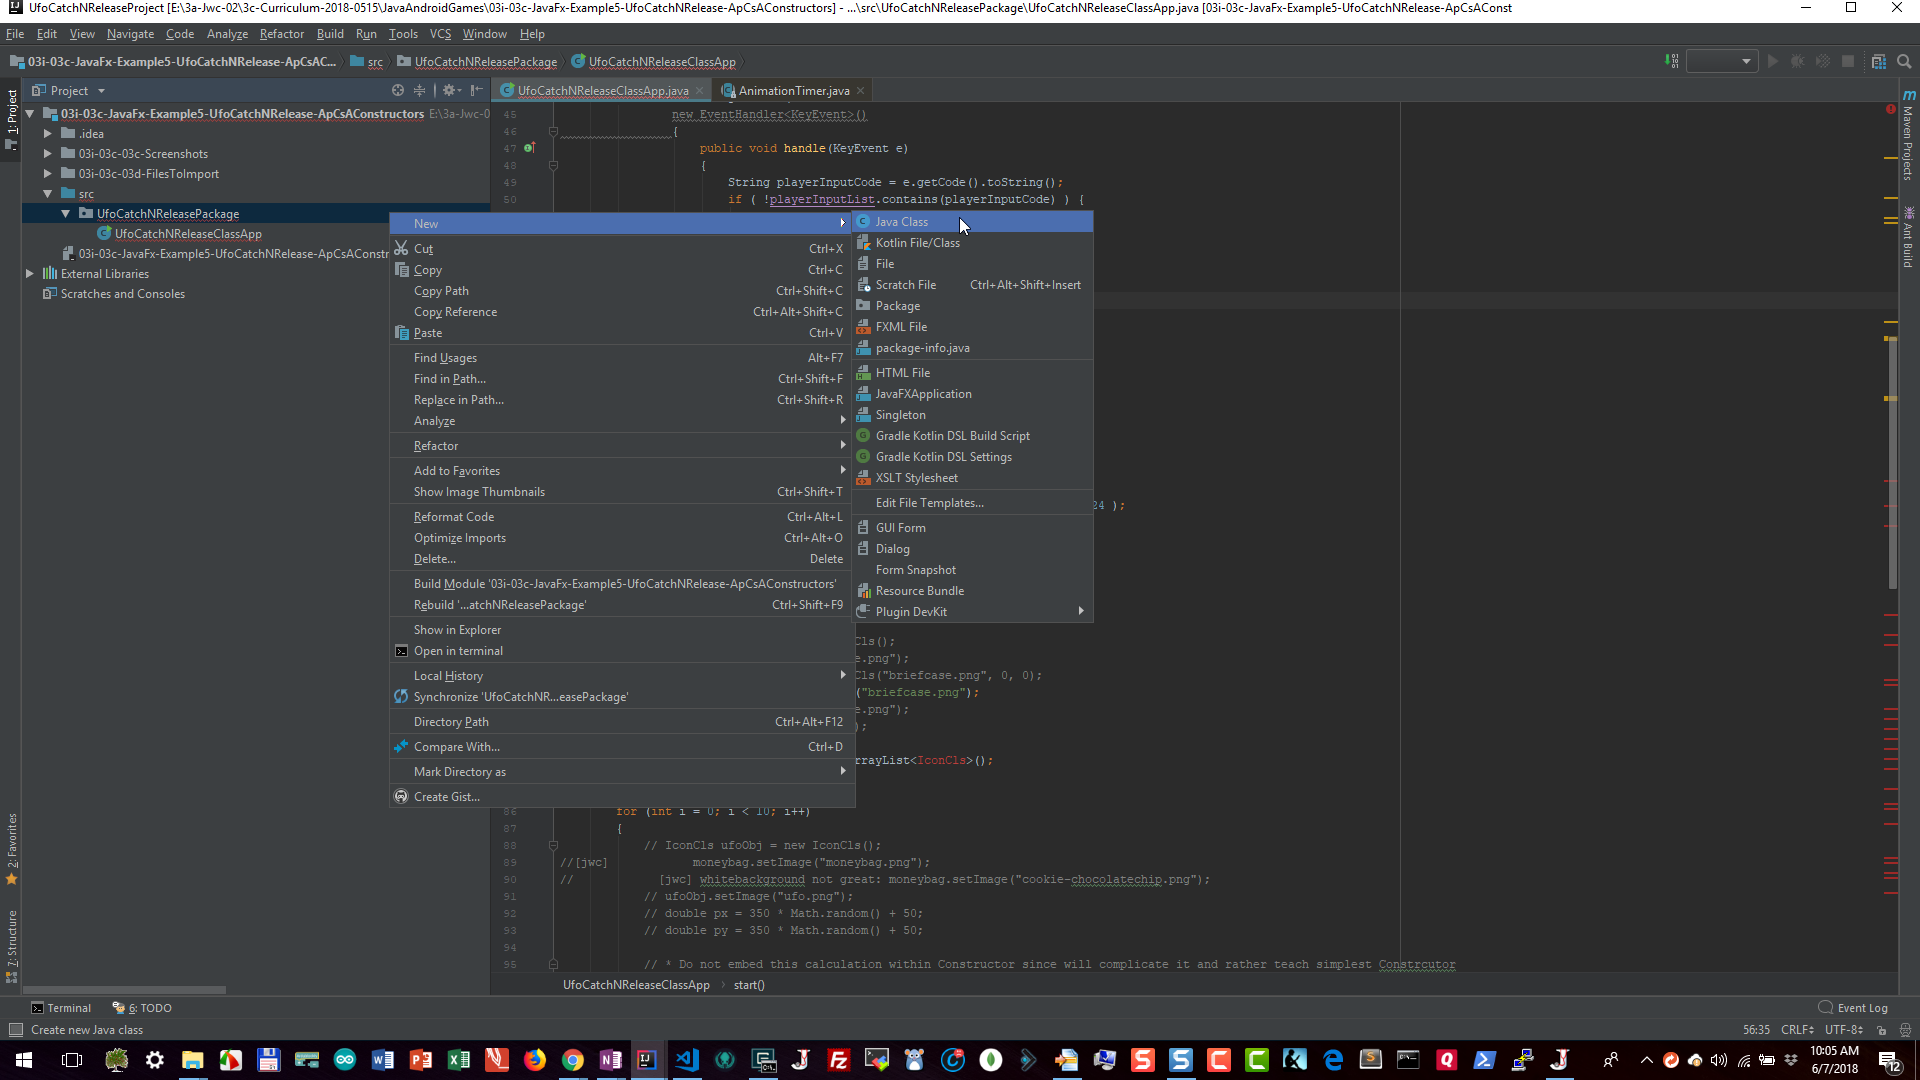 UfoCatchNReleaseProject [E:\3a-Jwc-02\3c-Curriculum-2018-0515\JavaAndroidGames\03i-03c-JavaFx-Example5-UfoCatchNRelease-ApCsAConstructors] - ...\src\UfoCatchNReleasePackage\UfoCatchNReleaseClassApp.java [03i-03c-JavaFx-Example5-UfoCatchNRelease-ApCsAConst
File Edit View Navigate Code Analyze Refactor Build Run Tools VCS Window Help
03i-03c-JavaFx-Example5-UfoCatchNRelease-ApCsAC... src UfoCatchNReleasePackage UfoCatchNReleaseClassApp
Project UfoCatchNReleaseClassApp.java AnimationTimer.java
1: Project
2: Favorites
7: Structure
Maven Projects
Ant Build
03i-03c-JavaFx-Example5-UfoCatchNRelease-ApCsAConstructors E:\3a-Jwc-0
.idea
03i-03c-03c-Screenshots
03i-03c-03d-FilesToImport
src
UfoCatchNReleasePackage
UfoCatchNReleaseClassApp
03i-03c-JavaFx-Example5-UfoCatchNRelease-ApCsAConstr
External Libraries
Scratches and Consoles
45 new EventHandler<KeyEvent>()
46 {
47 public void handle(KeyEvent e)
48 {
49 String playerInputCode = e.getCode().toString();
50 if ( !playerInputList.contains(playerInputCode) ) {
New
Cut Ctrl+X
Copy Ctrl+C
Copy Path Ctrl+Shift+C
Copy Reference Ctrl+Alt+Shift+C
Paste Ctrl+V
Find Usages Alt+F7
Find in Path... Ctrl+Shift+F
Replace in Path... Ctrl+Shift+R
Analyze
Refactor
Add to Favorites
Show Image Thumbnails Ctrl+Shift+T
Reformat Code Ctrl+Alt+L
Optimize Imports Ctrl+Alt+O
Delete... Delete
Build Module '03i-03c-JavaFx-Example5-UfoCatchNRelease-ApCsAConstructors'
Rebuild '...atchNReleasePackage' Ctrl+Shift+F9
Show in Explorer
Open in terminal
Local History
Synchronize 'UfoCatchNR...easePackage'
Directory Path Ctrl+Alt+F12
Compare With... Ctrl+D
Mark Directory as
Create Gist...
Java Class
Kotlin File/Class
File
Scratch File Ctrl+Alt+Shift+Insert
Package
FXML File
package-info.java
HTML File
JavaFXApplication
Singleton
Gradle Kotlin DSL Build Script
Gradle Kotlin DSL Settings
XSLT Stylesheet
Edit File Templates...
GUI Form
Dialog
Form Snapshot
Resource Bundle
Plugin DevKit
24 );
Cls();
e.png");
Cls("briefcase.png", 0, 0);
("briefcase.png");
e.png");
);
rrayList<IconCls>();
86 for (int i = 0; i < 10; i++)
87 {
88 // IconCls ufoObj = new IconCls();
89 //[jwc] moneybag.setImage("moneybag.png");
90 // [jwc] whitebackground not great: moneybag.setImage("cookie-chocolatechip.png");
91 // ufoObj.setImage("ufo.png");
92 // double px = 350 * Math.random() + 50;
93 // double py = 350 * Math.random() + 50;
94
95 // * Do not embed this calculation within Constructor since will complicate it and rather teach simplest Constrcutor
UfoCatchNReleaseClassApp start()
Terminal 6: TODO Event Log
Create new Java class 56:35 CRLF UTF-8
10:05 AM
6/7/2018
12